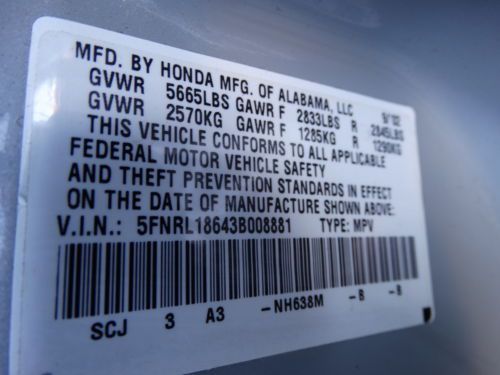 MFD. BY HONDA MFG. OF ALABAMA, LLC 9/02
GVWR 5665LBS GAWR F 2833LBS R 2845LBS
GVWR 2570KG GAWR F 1285KG R 1290KG
THIS VEHICLE CONFORMS TO ALL APPLICABLE
FEDERAL MOTOR VEHICLE SAFETY
AND THEFT PREVENTION STANDARDS IN EFFECT
ON THE DATE OF MANUFACTURE SHOWN ABOVE:
V.I.N.: 5FNRL18643B008881 TYPE: MPV
SCJ 3 A3 -NH638M -B -B